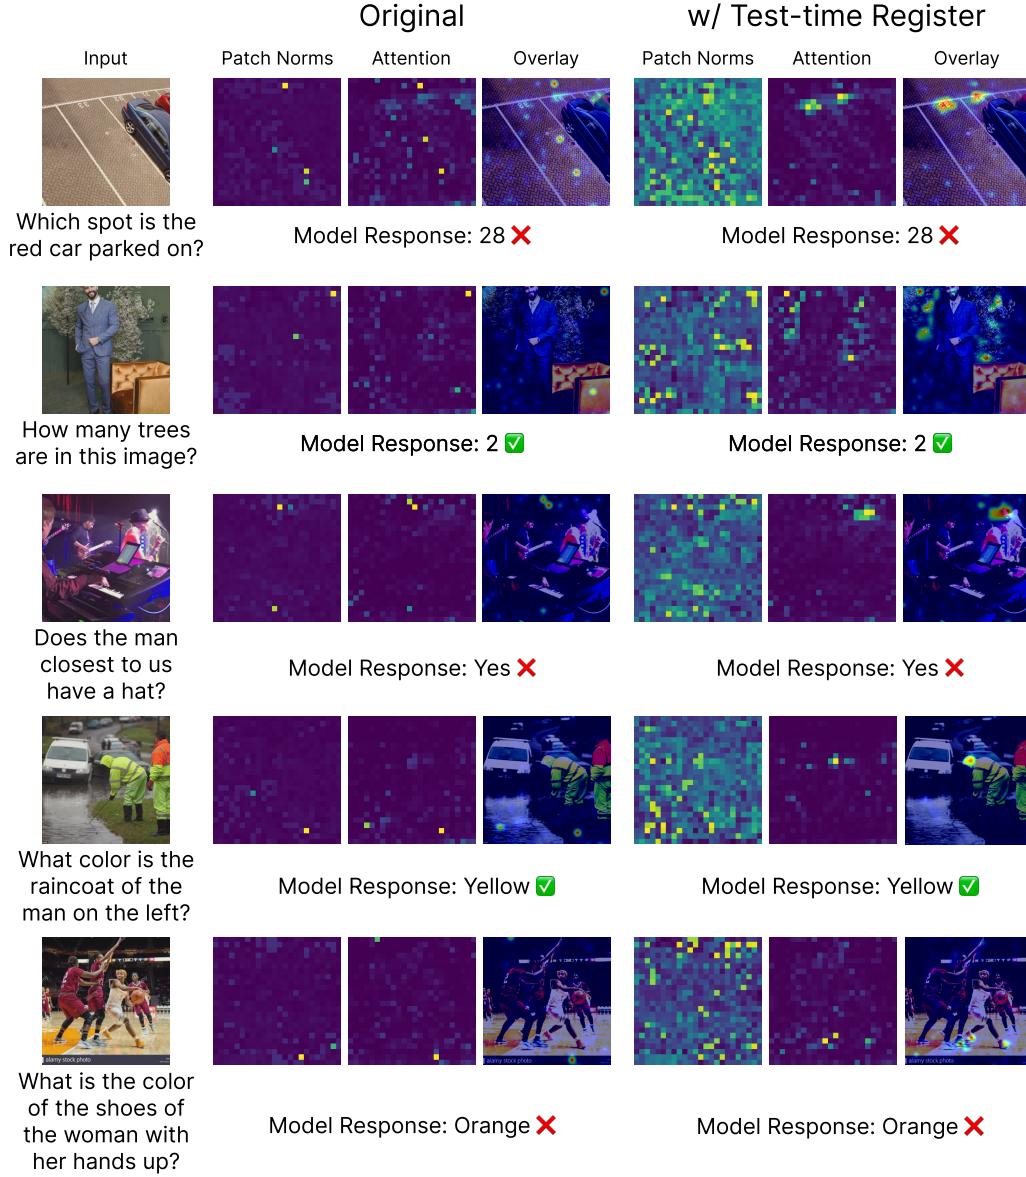 Original
w/ Test-time Register
Input
Patch Norms
Attention
Overlay
Patch Norms
Attention
Overlay
Which spot is the
red car parked on?
Model Response: 28 ❌
Model Response: 28 ❌
How many trees
are in this image?
Model Response: 2 ✅
Model Response: 2 ✅
Does the man
closest to us
have a hat?
Model Response: Yes ❌
Model Response: Yes ❌
What color is the
raincoat of the
man on the left?
Model Response: Yellow ✅
Model Response: Yellow ✅
alamy stock photo
What is the color
of the shoes of
the woman with
her hands up?
Model Response: Orange ❌
Model Response: Orange ❌